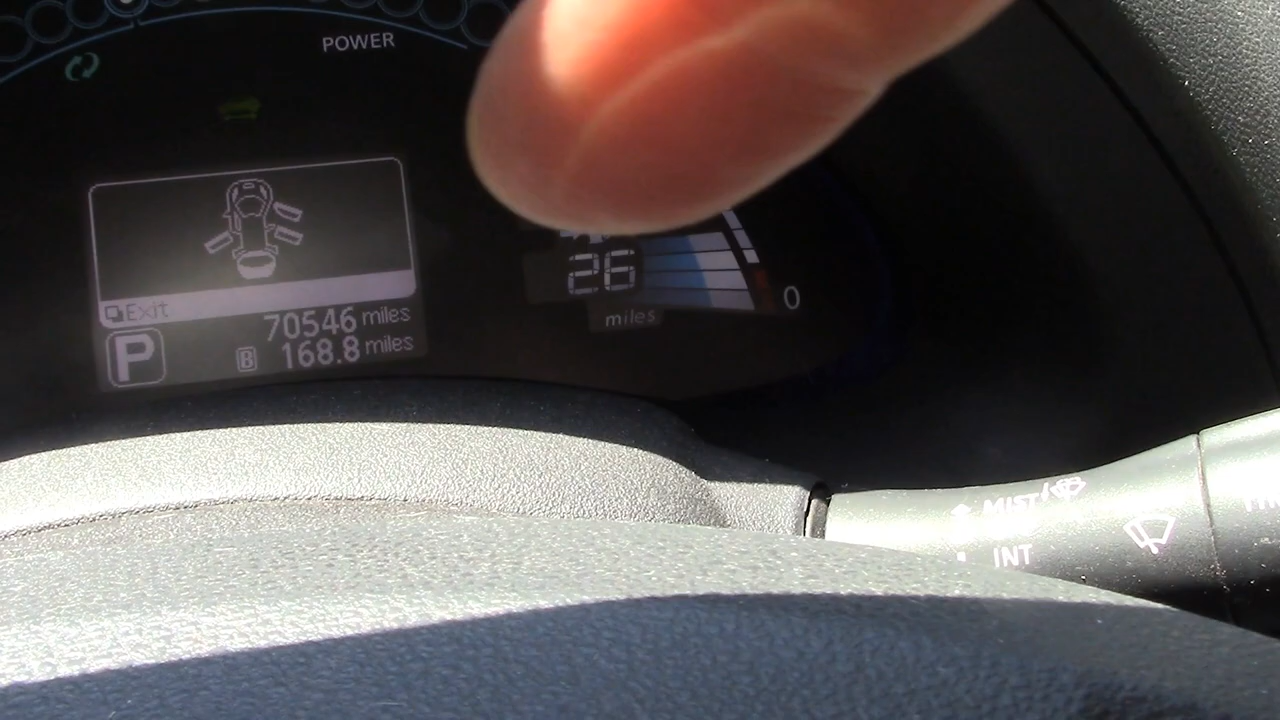 POWER
Exit
70546 miles
P
B 168.8 miles
26
miles
0
MIST/
INT